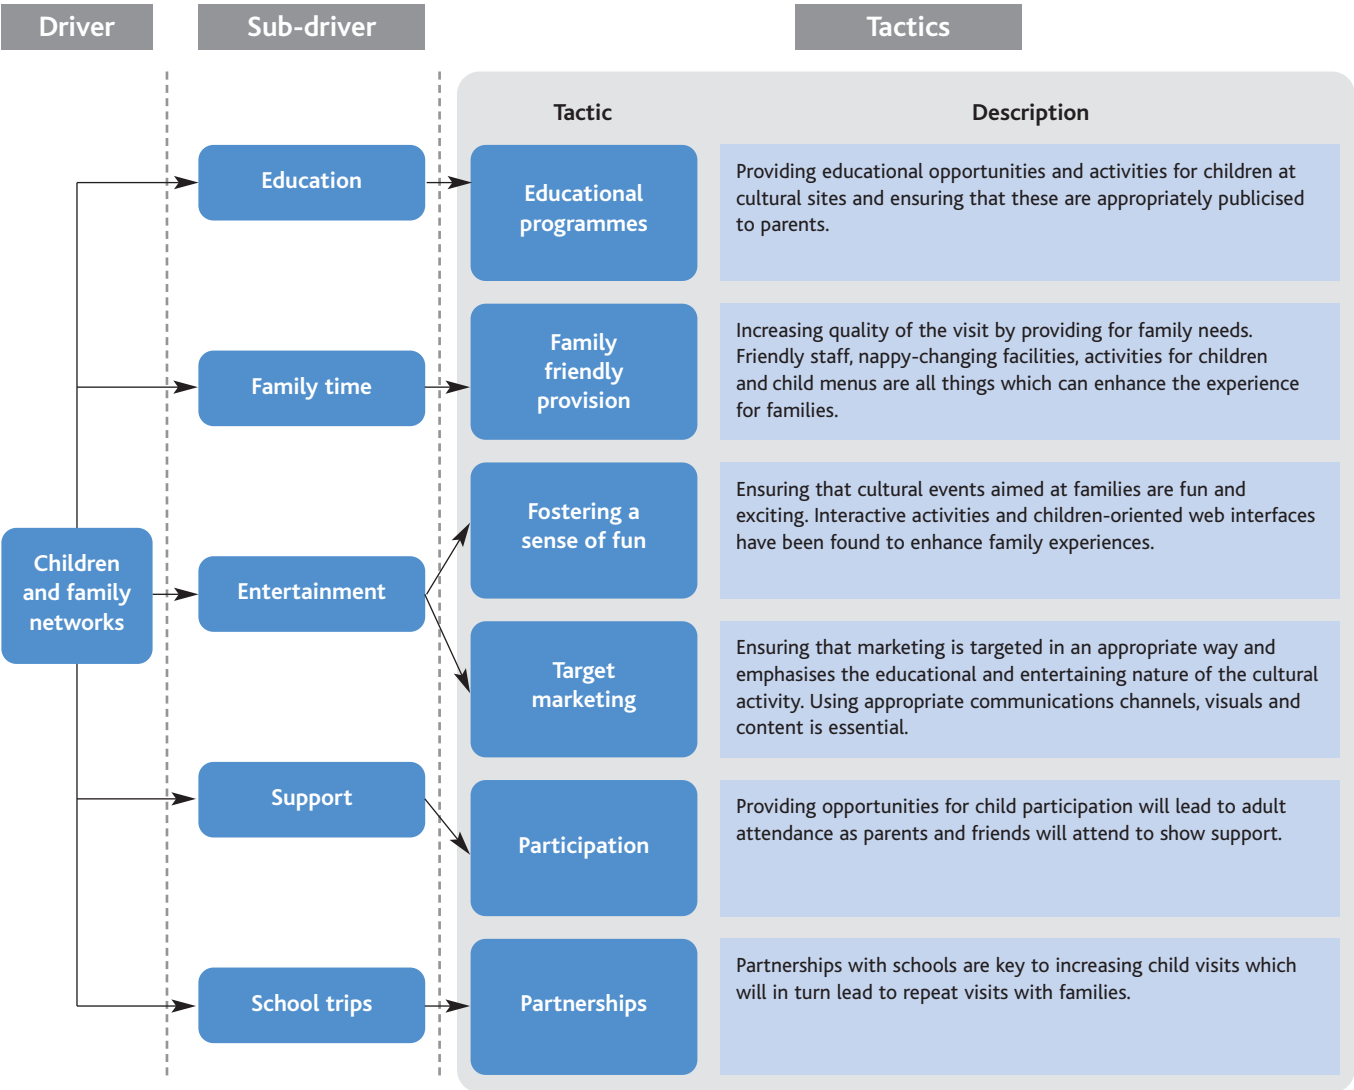 Driver
Sub-driver
Tactics
Tactic
Description
Children
and family
networks
Education
Educational
programmes
Providing educational opportunities and activities for children at
cultural sites and ensuring that these are appropriately publicised
to parents.
Family time
Family
friendly
provision
Increasing quality of the visit by providing for family needs.
Friendly staff, nappy-changing facilities, activities for children
and child menus are all things which can enhance the experience
for families.
Entertainment
Fostering a
sense of fun
Ensuring that cultural events aimed at families are fun and
exciting. Interactive activities and children-oriented web interfaces
have been found to enhance family experiences.
Target
marketing
Ensuring that marketing is targeted in an appropriate way and
emphasises the educational and entertaining nature of the cultural
activity. Using appropriate communications channels, visuals and
content is essential.
Support
Participation
Providing opportunities for child participation will lead to adult
attendance as parents and friends will attend to show support.
School trips
Partnerships
Partnerships with schools are key to increasing child visits which
will in turn lead to repeat visits with families.